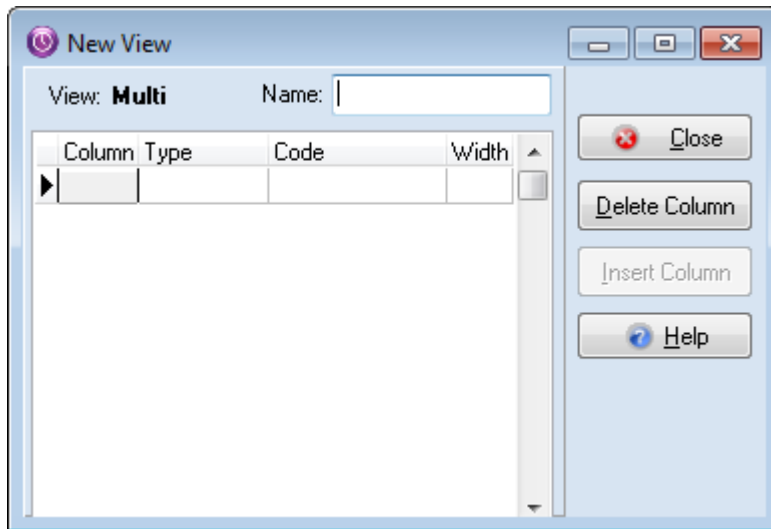 New View
View: Multi Name:
Column Type Code Width
Close
Delete Column
Insert Column
Help